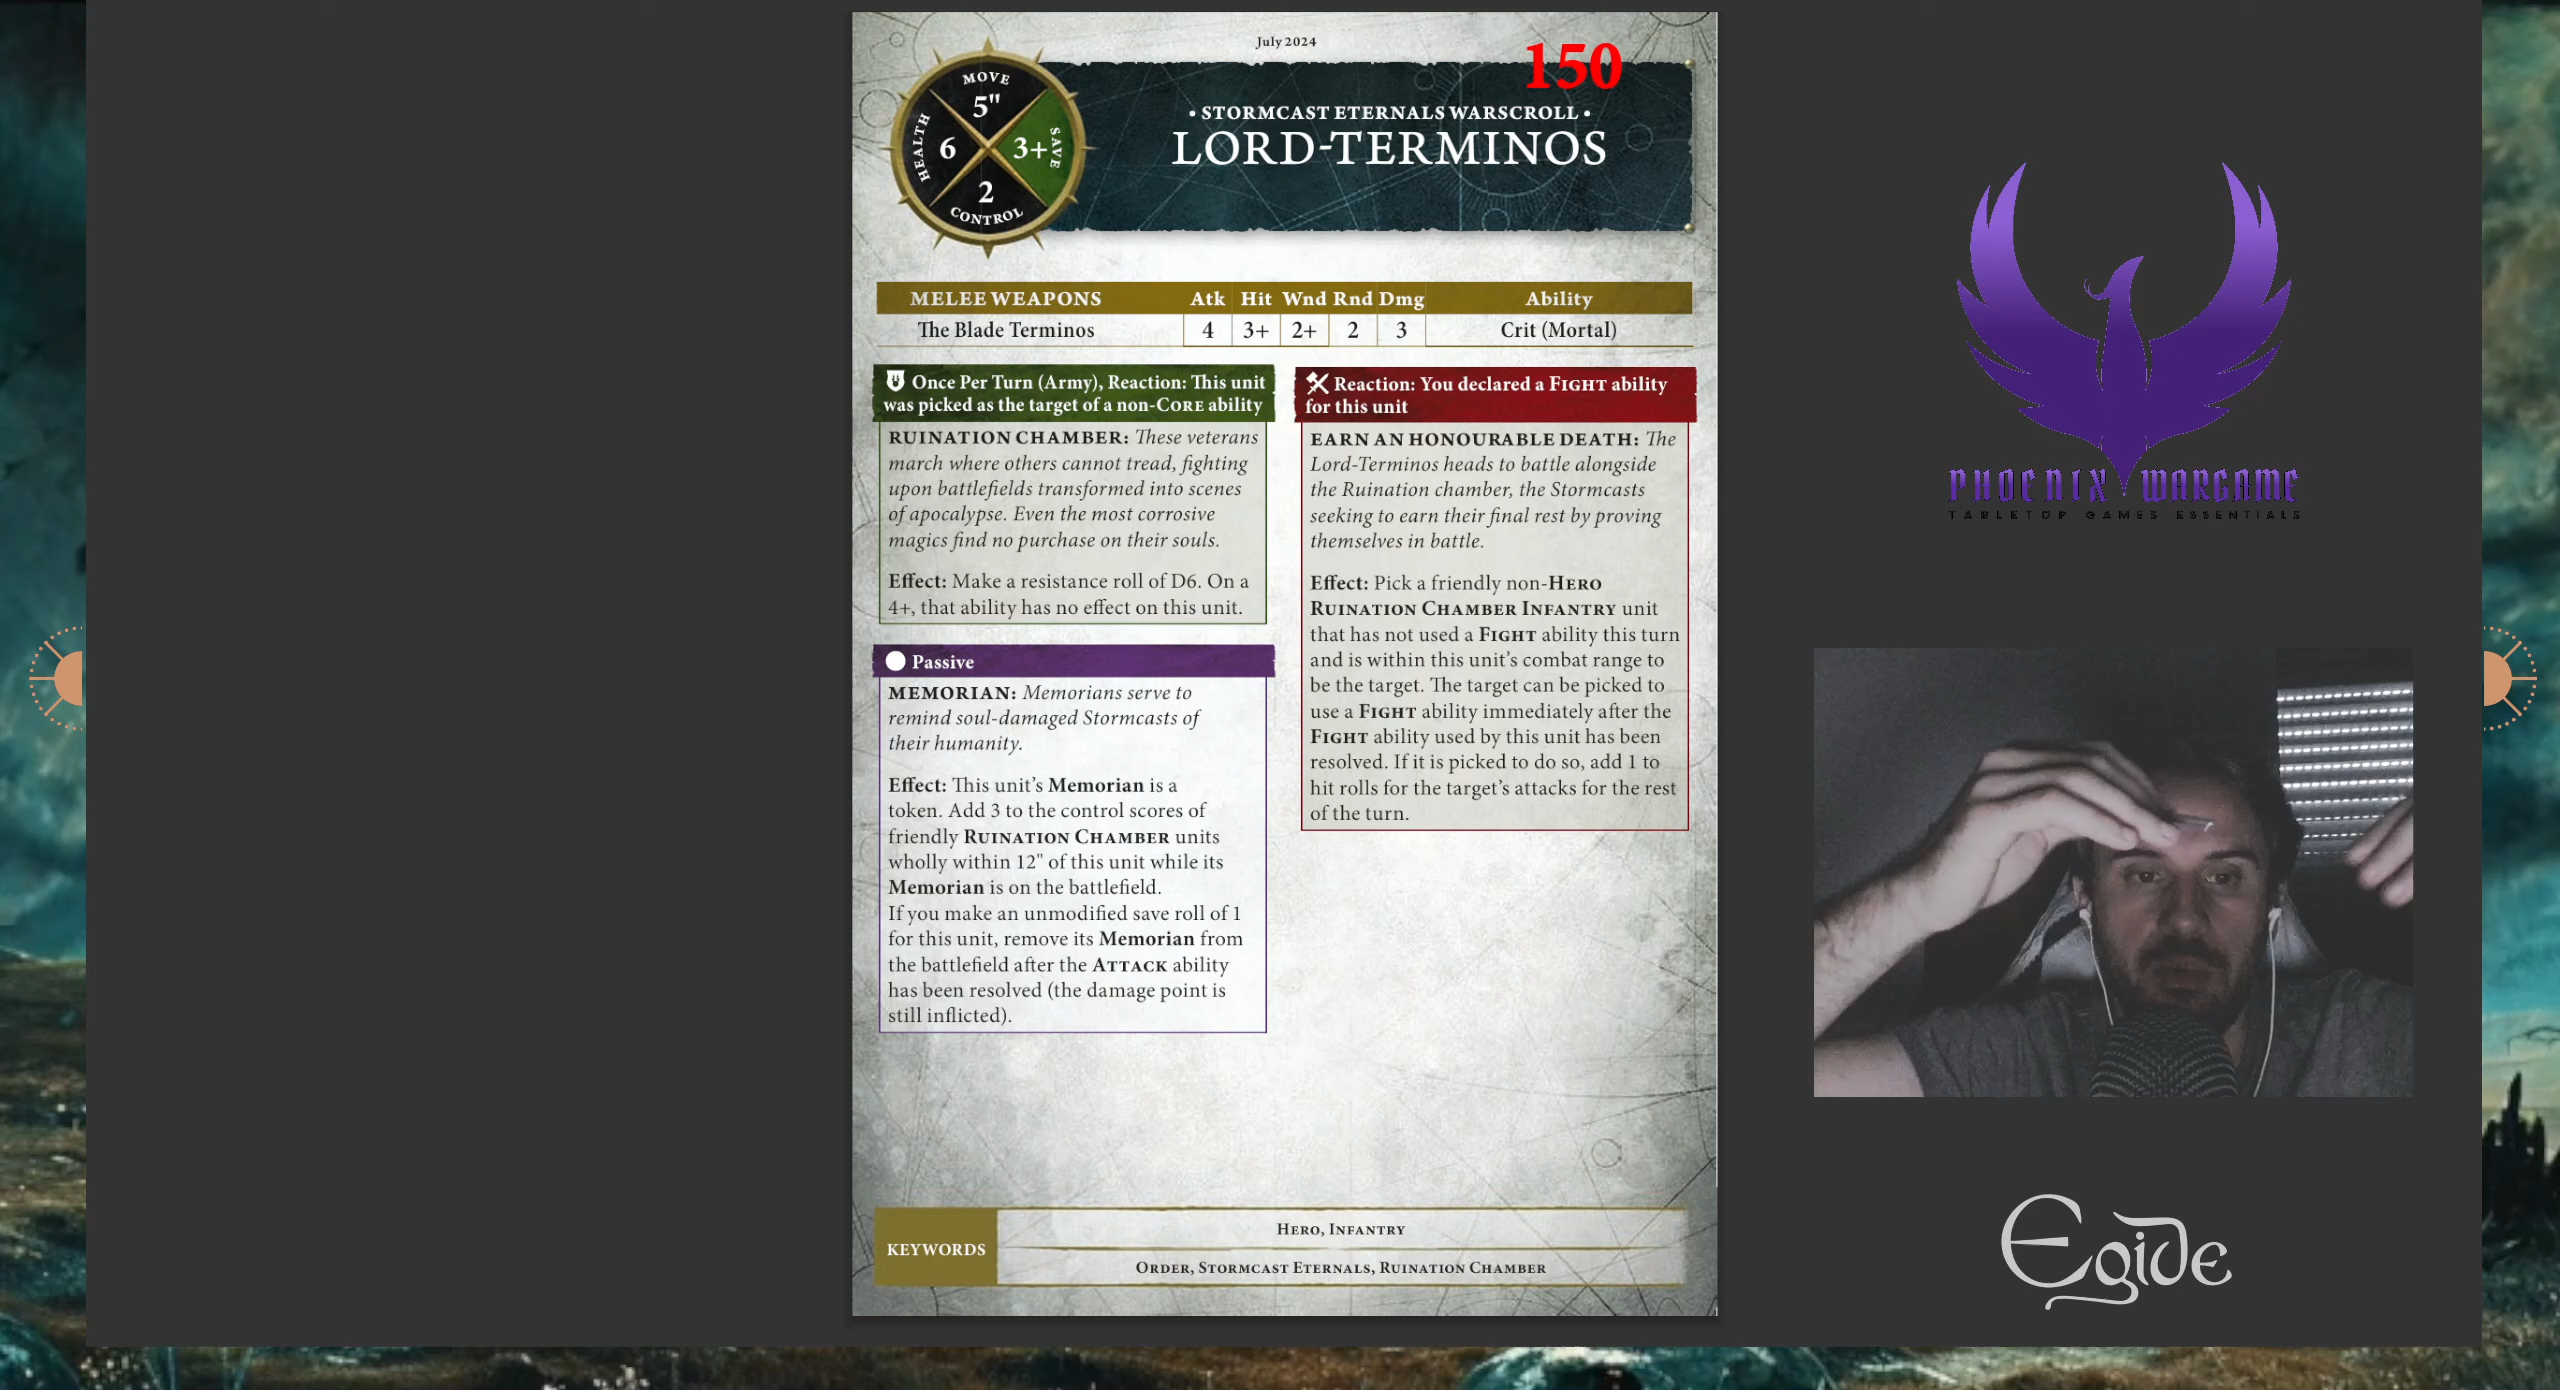 July 2024
150
MOVE
5"
HEALTH
6
3+
SAVE
2
CONTROL
• STORMCAST ETERNALS WARSCROLL •
LORD-TERMINOS
MELEE WEAPONS Atk Hit Wnd Rnd Dmg Ability
The Blade Terminos 4 3+ 2+ 2 3 Crit (Mortal)
Once Per Turn (Army), Reaction: This unit
was picked as the target of a non-CORE ability
RUINATION CHAMBER: These veterans
march where others cannot tread, fighting
upon battlefields transformed into scenes
of apocalypse. Even the most corrosive
magics find no purchase on their souls.
Effect: Make a resistance roll of D6. On a
4+, that ability has no effect on this unit.
Passive
MEMORIAN: Memorians serve to
remind soul-damaged Stormcasts of
their humanity.
Effect: This unit's Memorian is a
token. Add 3 to the control scores of
friendly RUINATION CHAMBER units
wholly within 12" of this unit while its
Memorian is on the battlefield.
If you make an unmodified save roll of 1
for this unit, remove its Memorian from
the battlefield after the ATTACK ability
has been resolved (the damage point is
still inflicted).
Reaction: You declared a FIGHT ability
for this unit
EARN AN HONOURABLE DEATH: The
Lord-Terminos heads to battle alongside
the Ruination chamber, the Stormcasts
seeking to earn their final rest by proving
themselves in battle.
Effect: Pick a friendly non-HERO
RUINATION CHAMBER INFANTRY unit
that has not used a FIGHT ability this turn
and is within this unit's combat range to
be the target. The target can be picked to
use a FIGHT ability immediately after the
FIGHT ability used by this unit has been
resolved. If it is picked to do so, add 1 to
hit rolls for the target's attacks for the rest
of the turn.
KEYWORDS
HERO, INFANTRY
ORDER, STORMCAST ETERNALS, RUINATION CHAMBER
PHOENIX WARGAME
TABLETOP GAMES ESSENTIALS
Egide